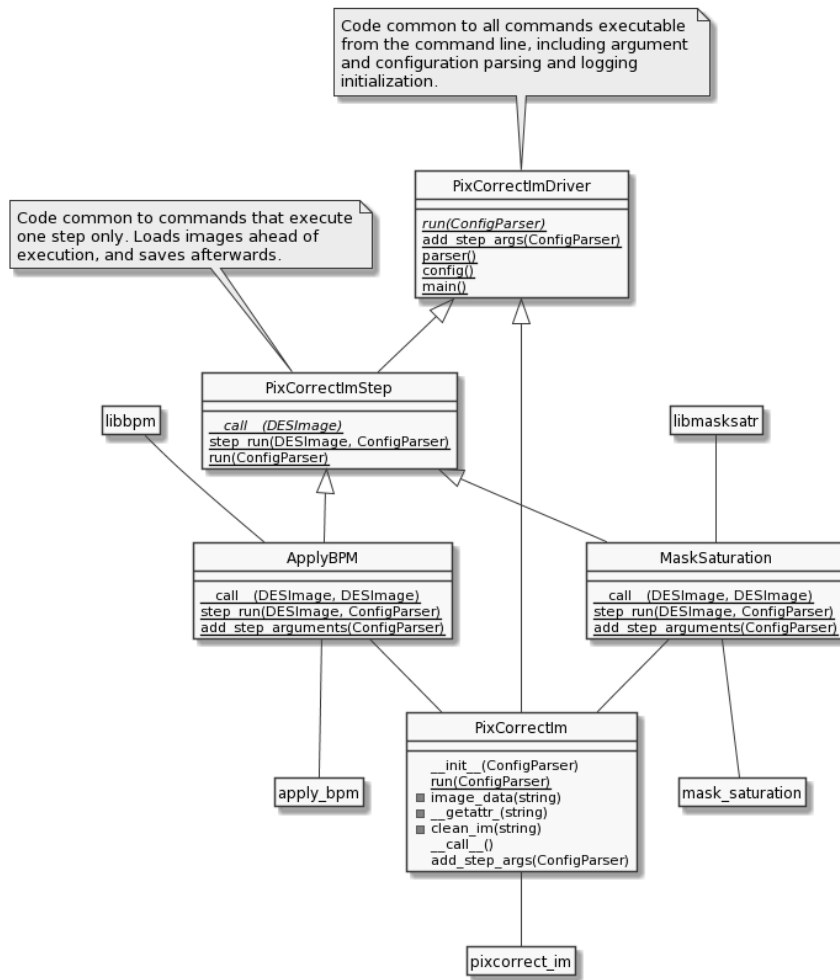 Code common to all commands executable
from the command line, including argument
and configuration parsing and logging
initialization.
PixCorrectImDriver
run(ConfigParser)
add_step_args(ConfigParser)
parser()
config()
main()
Code common to commands that execute
one step only. Loads images ahead of
execution, and saves afterwards.
PixCorrectImStep
__call__(DESImage)
step_run(DESImage, ConfigParser)
run(ConfigParser)
libbpm
libmasksatr
ApplyBPM
__call__(DESImage, DESImage)
step_run(DESImage, ConfigParser)
add_step_arguments(ConfigParser)
MaskSaturation
__call__(DESImage, DESImage)
step_run(DESImage, ConfigParser)
add_step_arguments(ConfigParser)
PixCorrectIm
__init__(ConfigParser)
run(ConfigParser)
image_data(string)
__getattr_(string)
clean_im(string)
__call__()
add_step_args(ConfigParser)
apply_bpm
mask_saturation
pixcorrect_im